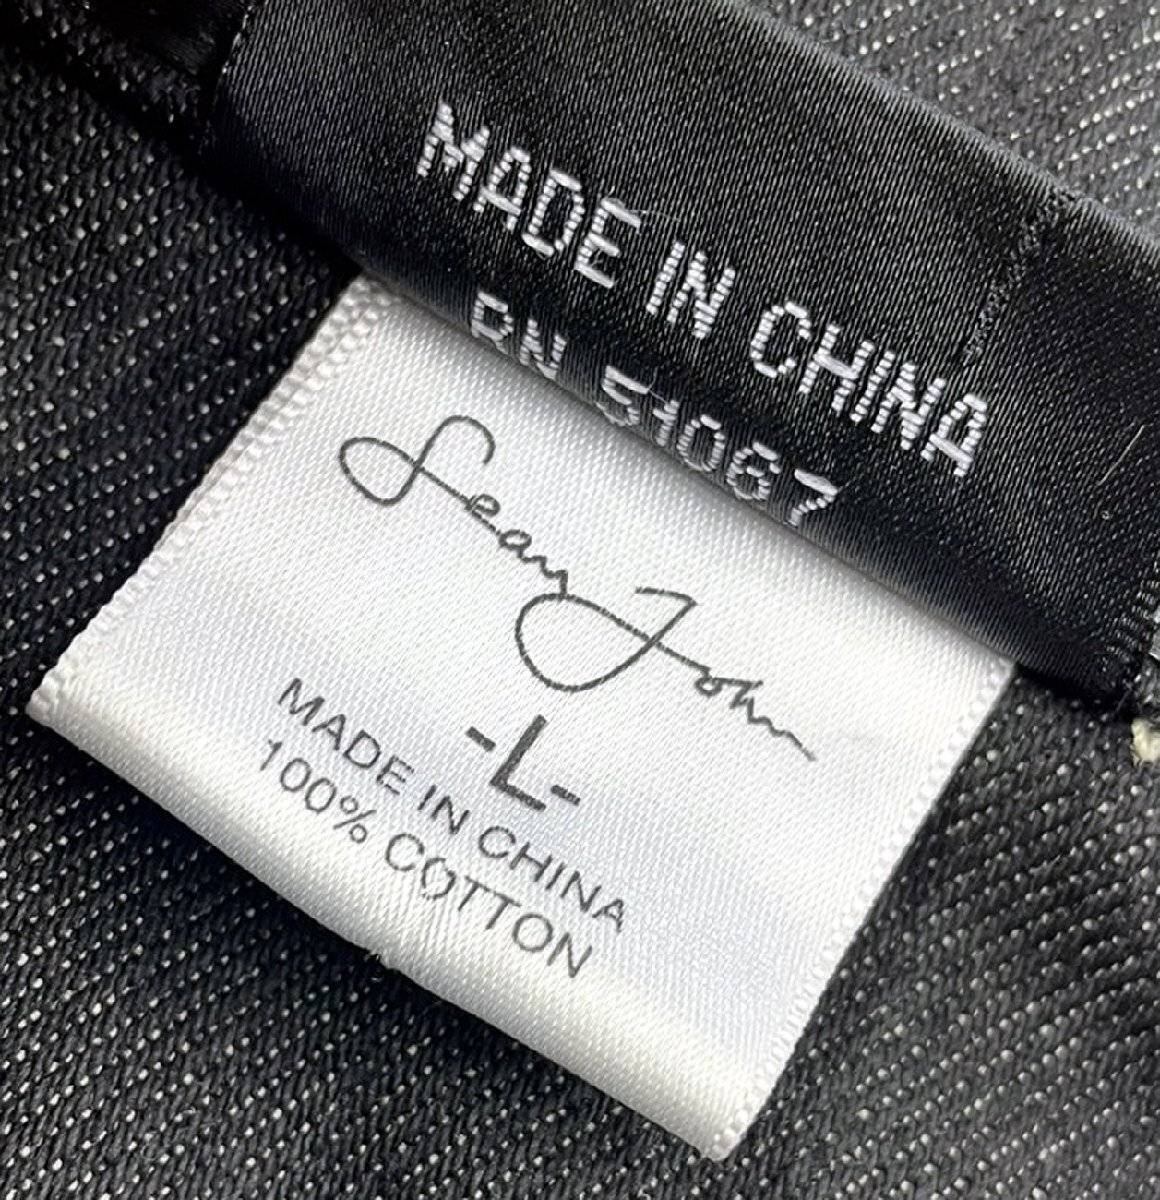 MADE IN CHINA
RN 51067
Sean John
-L-
MADE IN CHINA
100% COTTON